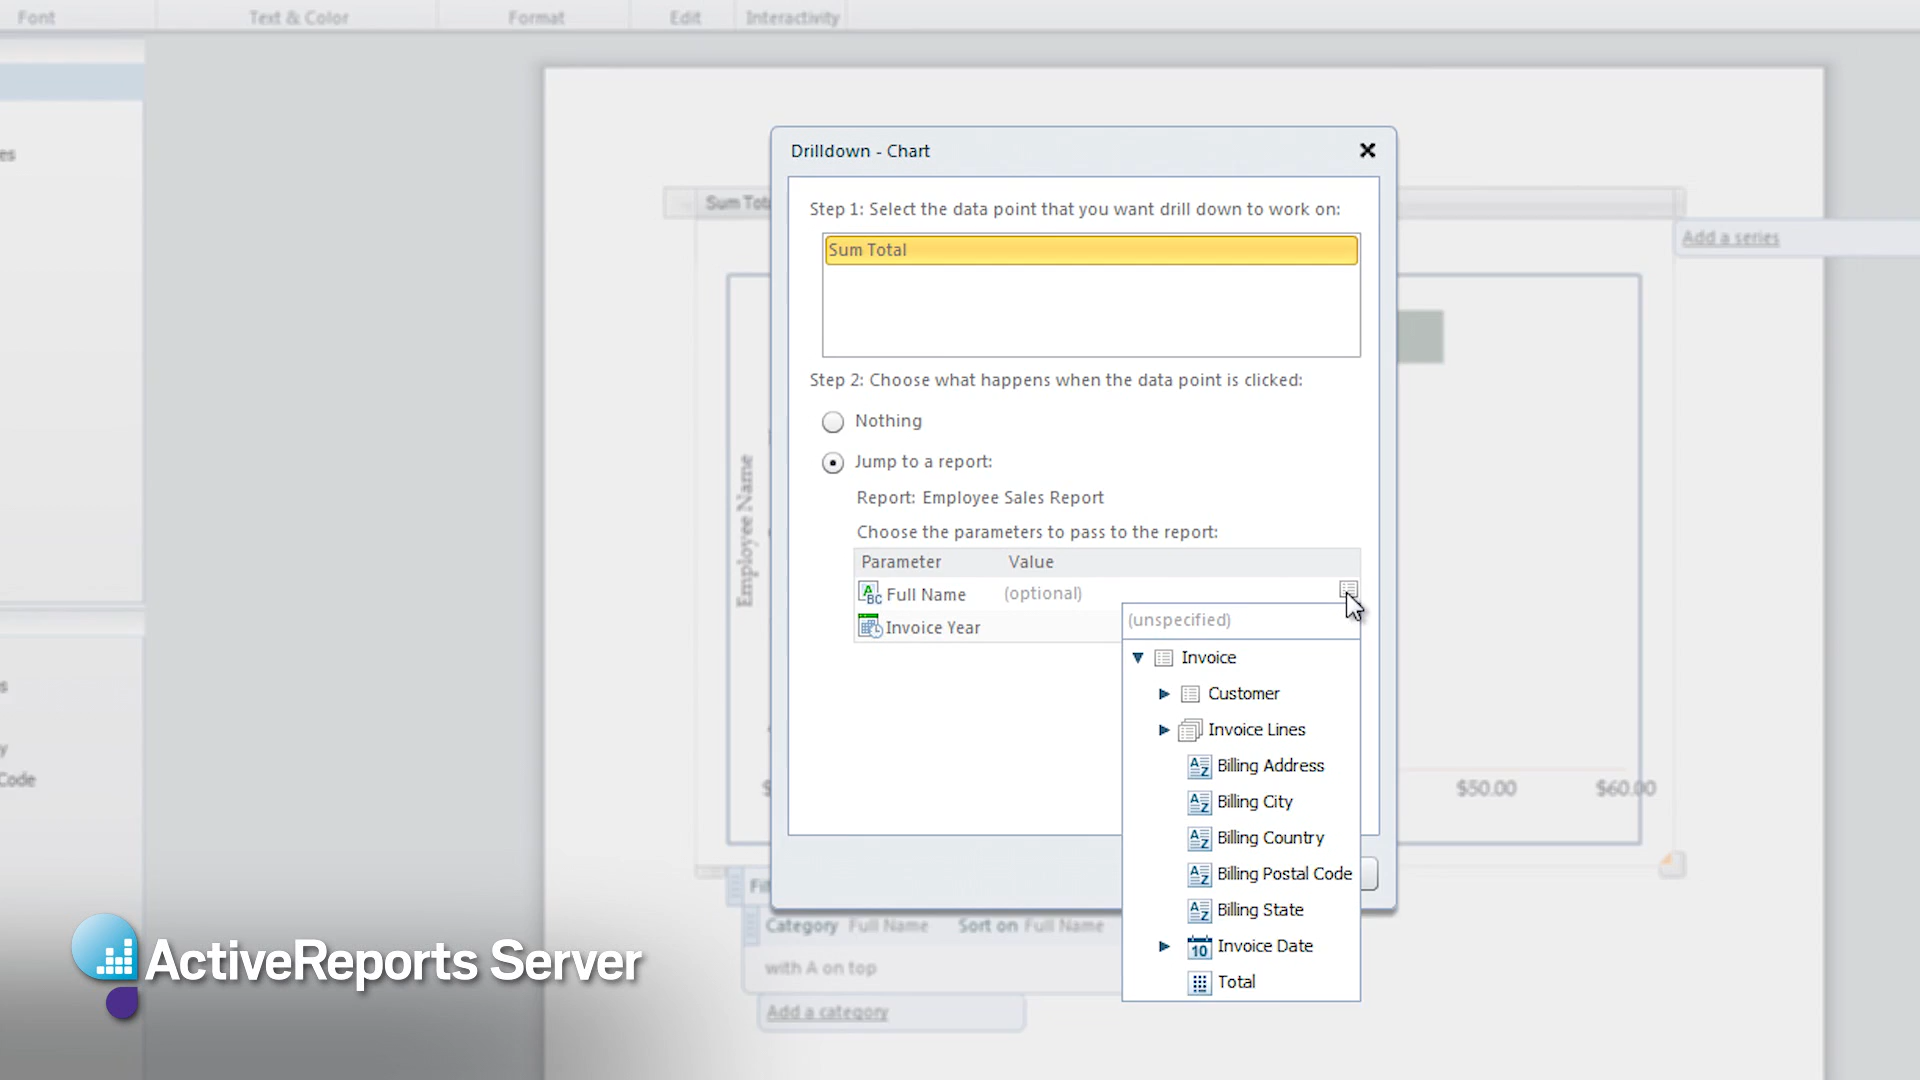 Font
Text & Color
Format
Edit
Interactivity
Drilldown - Chart
Sum Tot
Step 1: Select the data point that you want drill down to work on:
Sum Total
Add a series
Step 2: Choose what happens when the data point is clicked:
Nothing
Jump to a report:
Report: Employee Sales Report
Choose the parameters to pass to the report:
Parameter Value
Full Name (optional)
Invoice Year
(unspecified)
Invoice
Customer
Invoice Lines
Billing Address
Billing City
Billing Country
Billing Postal Code
Billing State
Invoice Date
Total
Employee Name
Code
$50.00 $60.00
Category Full Name Sort on Full Name
with A on top
Add a category
ActiveReports Server